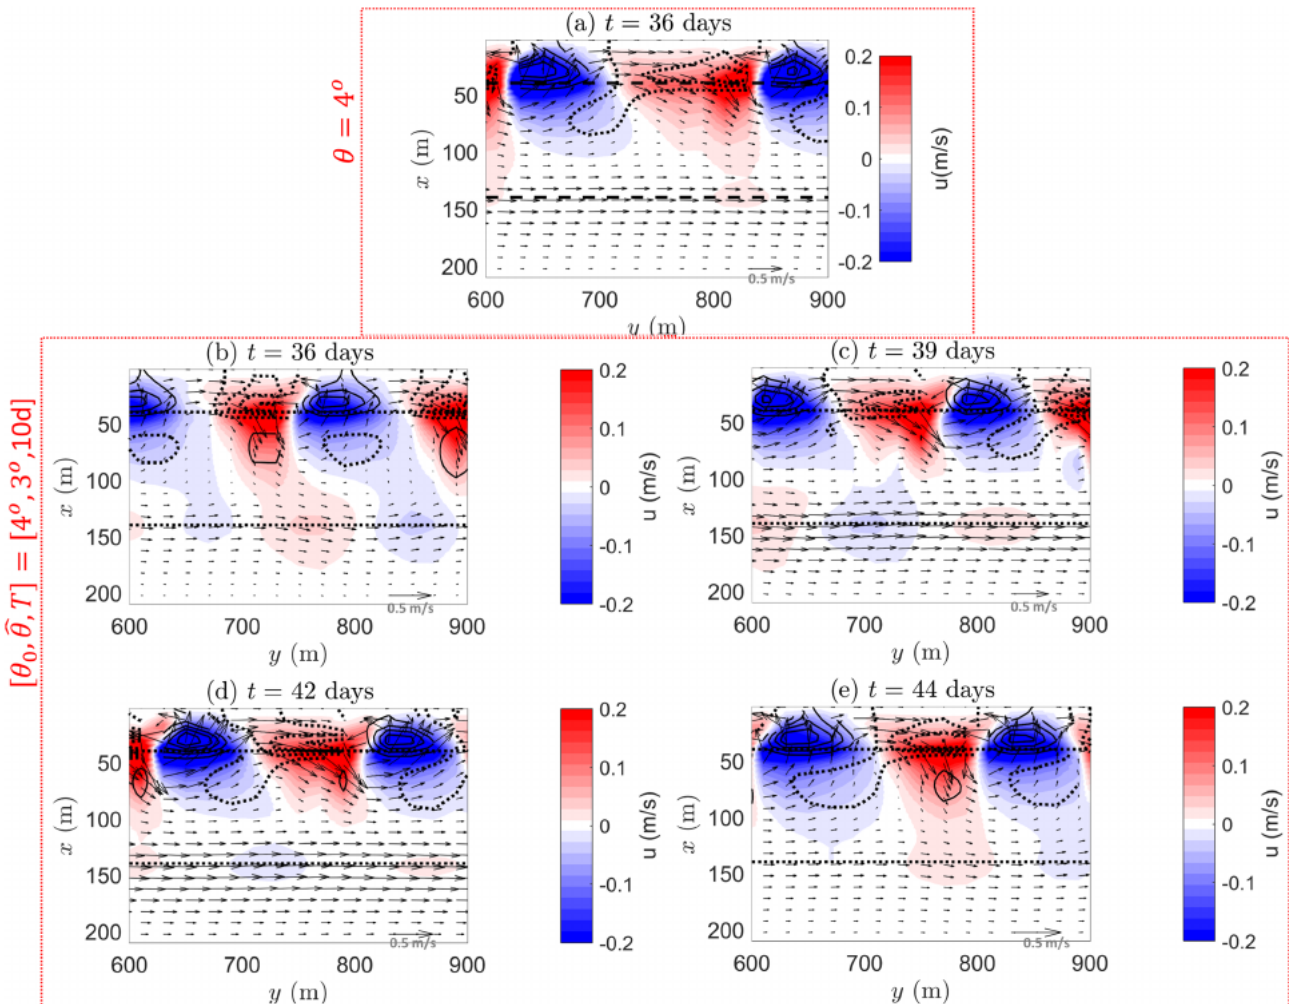 (a) t = 36 days
θ = 4°
x (m)
50
100
150
200
600
700
800
900
y (m)
0.5 m/s
0.2
0.1
0
-0.1
-0.2
u(m/s)
[θ₀, θ̂, T] = [4°, 3°, 10d]
(b) t = 36 days
x (m)
50
100
150
200
600
700
800
900
y (m)
0.5 m/s
0.2
0.1
0
-0.1
-0.2
u (m/s)
(c) t = 39 days
x (m)
50
100
150
200
600
700
800
900
y (m)
0.5 m/s
0.2
0.1
0
-0.1
-0.2
u (m/s)
(d) t = 42 days
x (m)
50
100
150
200
600
700
800
900
y (m)
0.5 m/s
0.2
0.1
0
-0.1
-0.2
u (m/s)
(e) t = 44 days
x (m)
50
100
150
200
600
700
800
900
y (m)
0.5 m/s
0.2
0.1
0
-0.1
-0.2
u (m/s)